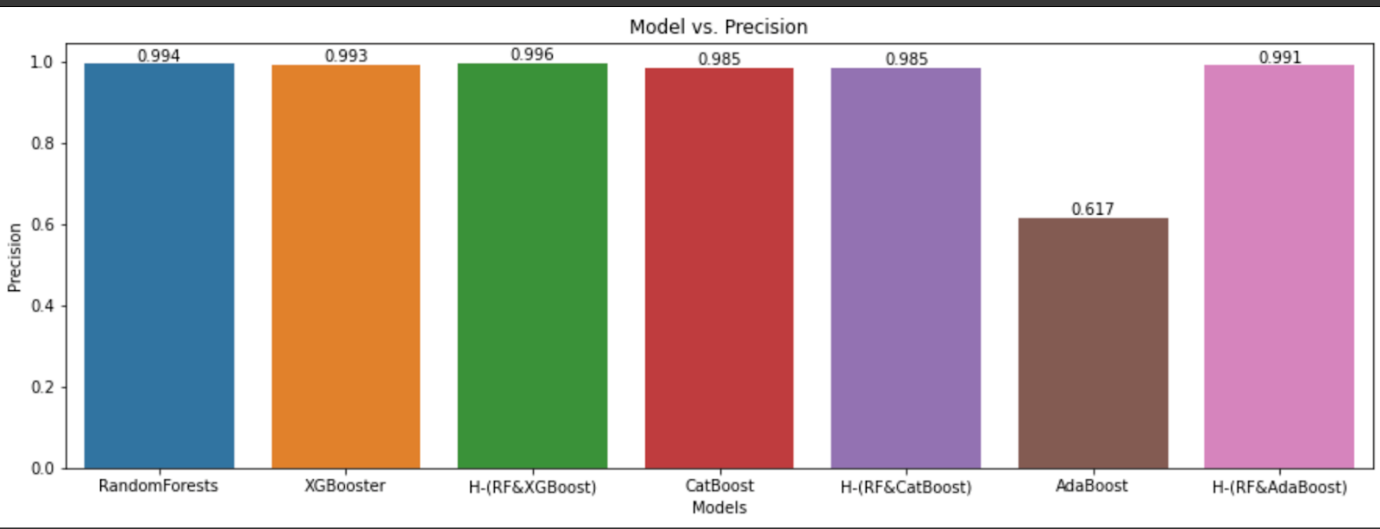 Model vs. Precision
0.994 0.993 0.996 0.985 0.985 0.617 0.991
1.0
0.8
0.6
0.4
0.2
0.0
Precision
RandomForests XGBooster H-(RF&XGBoost) CatBoost H-(RF&CatBoost) AdaBoost H-(RF&AdaBoost)
Models